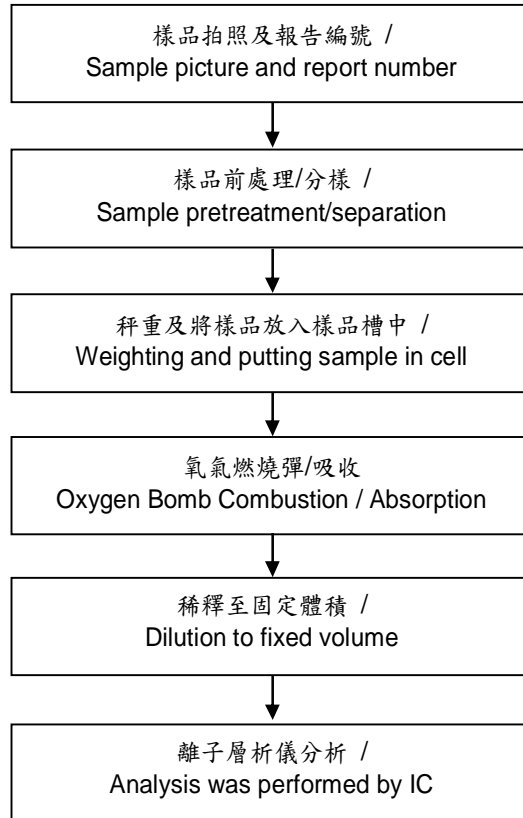 樣品拍照及報告編號 /
Sample picture and report number
樣品前處理/分樣 /
Sample pretreatment/separation
秤重及將樣品放入樣品槽中 /
Weighting and putting sample in cell
氧氣燃燒彈/吸收
Oxygen Bomb Combustion / Absorption
稀釋至固定體積 /
Dilution to fixed volume
離子層析儀分析 /
Analysis was performed by IC